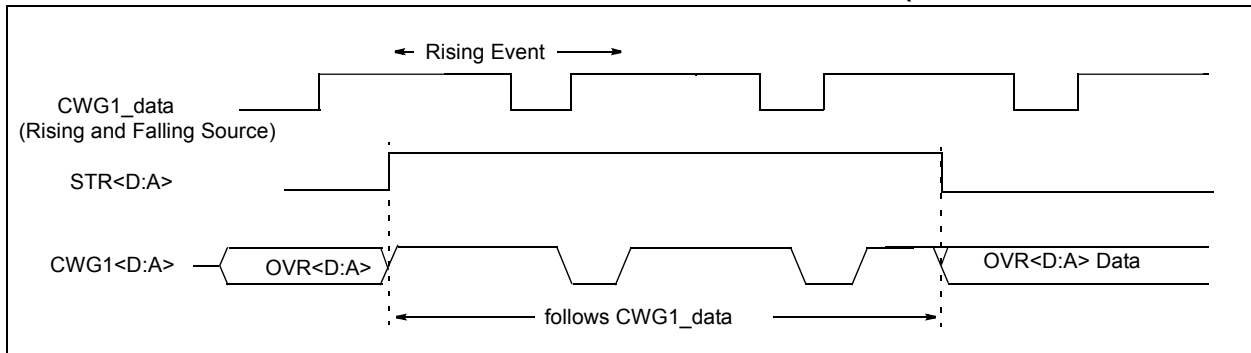 Rising Event
CWG1_data
(Rising and Falling Source)
STR<D:A>
CWG1<D:A>
OVR<D:A>
OVR<D:A> Data
follows CWG1_data